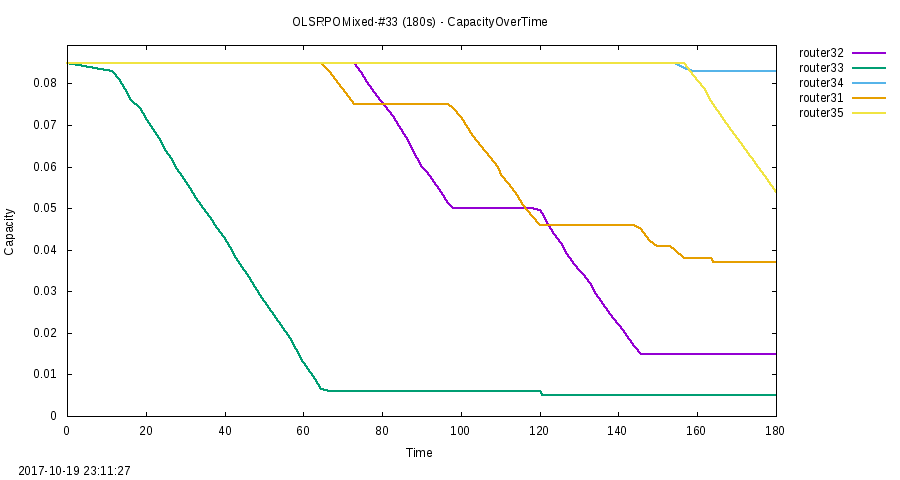 OLSRPOMixed-#33 (180s) - CapacityOverTime
router32
router33
router34
router31
router35
0.08
0.07
0.06
0.05
0.04
0.03
0.02
0.01
0
Capacity
0 20 40 60 80 100 120 140 160 180
Time
2017-10-19 23:11:27